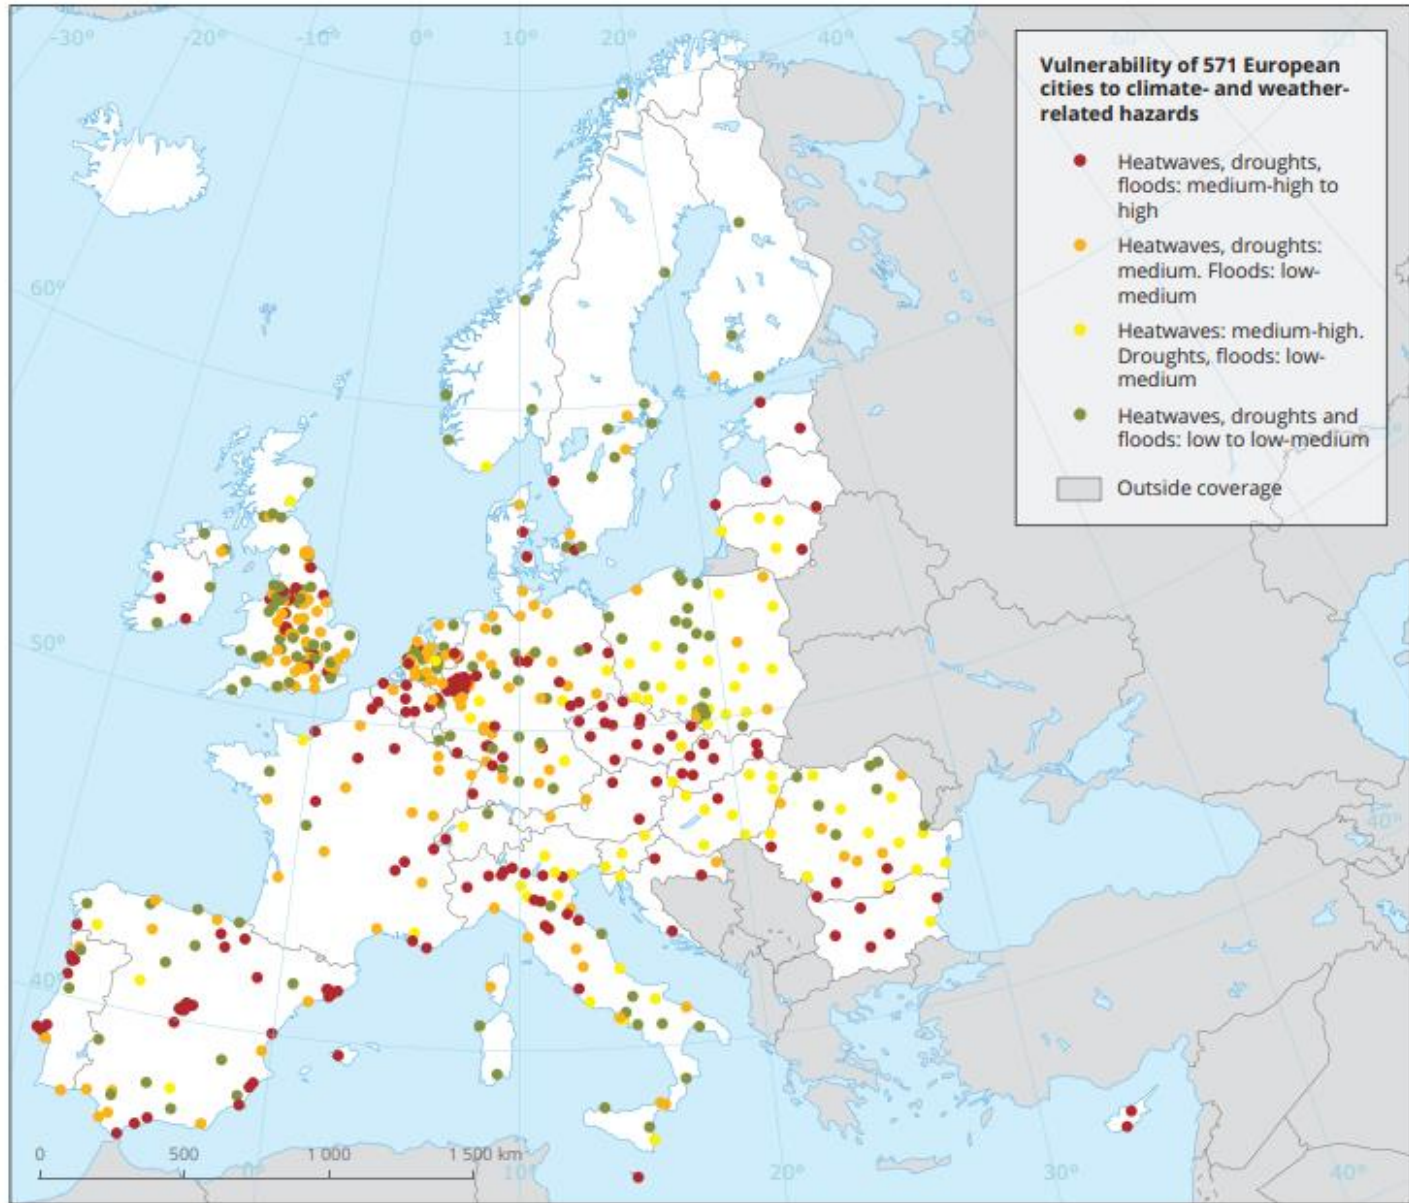 -30°
-20°
-10°
0°
10°
20°
30°
40°
50°
60°
Vulnerability of 571 European
cities to climate- and weather-
related hazards
Heatwaves, droughts,
floods: medium-high to
high
Heatwaves, droughts:
medium. Floods: low-
medium
Heatwaves: medium-high.
Droughts, floods: low-
medium
Heatwaves, droughts and
floods: low to low-medium
Outside coverage
60°
50°
40°
40°
0
500
1 000
1 500 km
0°
10°
20°
30°
40°